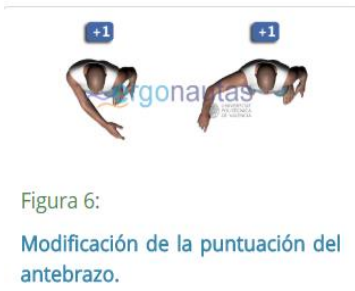 +1 +1
ergonautas
UNIVERSITAT
POLITÈCNICA
DE VALÈNCIA
Figura 6:
Modificación de la puntuación del
antebrazo.